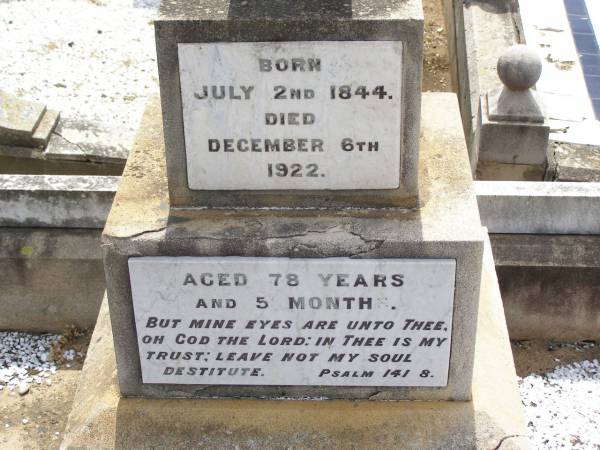 BORN
JULY 2ND 1844.
DIED
DECEMBER 6TH
1922.
AGED 78 YEARS
AND 5 MONTHS.
BUT MINE EYES ARE UNTO THEE,
OH GOD THE LORD: IN THEE IS MY
TRUST; LEAVE NOT MY SOUL
DESTITUTE. PSALM 141 8.